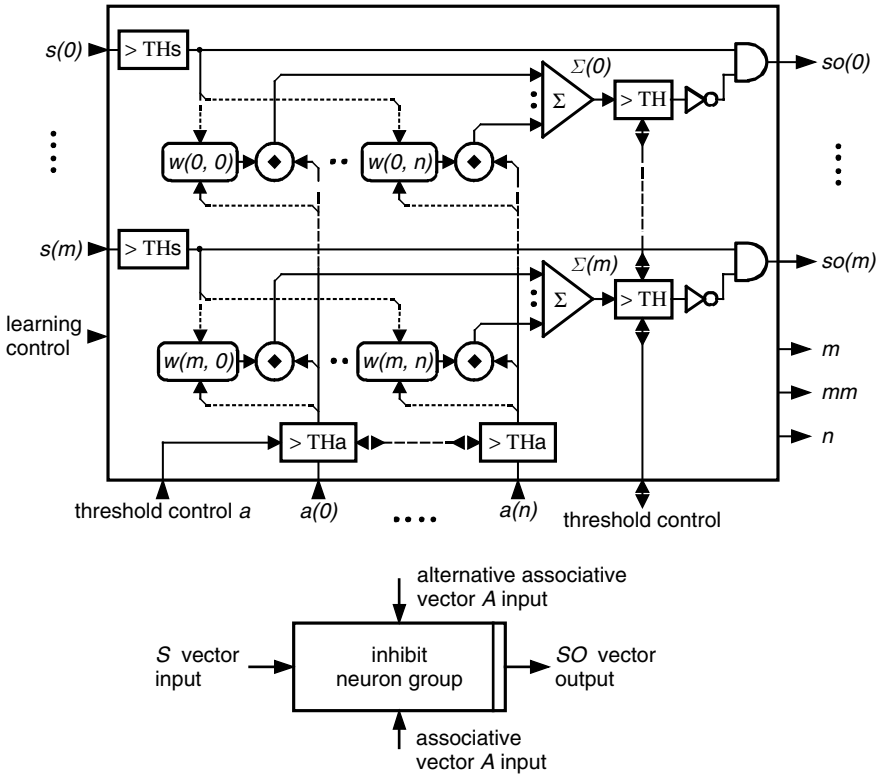 s(0)
> THs
Σ(0)
Σ
> TH
so(0)
w(0, 0)
w(0, n)
s(m)
> THs
Σ(m)
Σ
> TH
so(m)
learning
control
w(m, 0)
w(m, n)
m
mm
n
> THa
> THa
threshold control a
a(0)
a(n)
threshold control
alternative associative
vector A input
S vector
input
inhibit
neuron group
SO vector
output
associative
vector A input